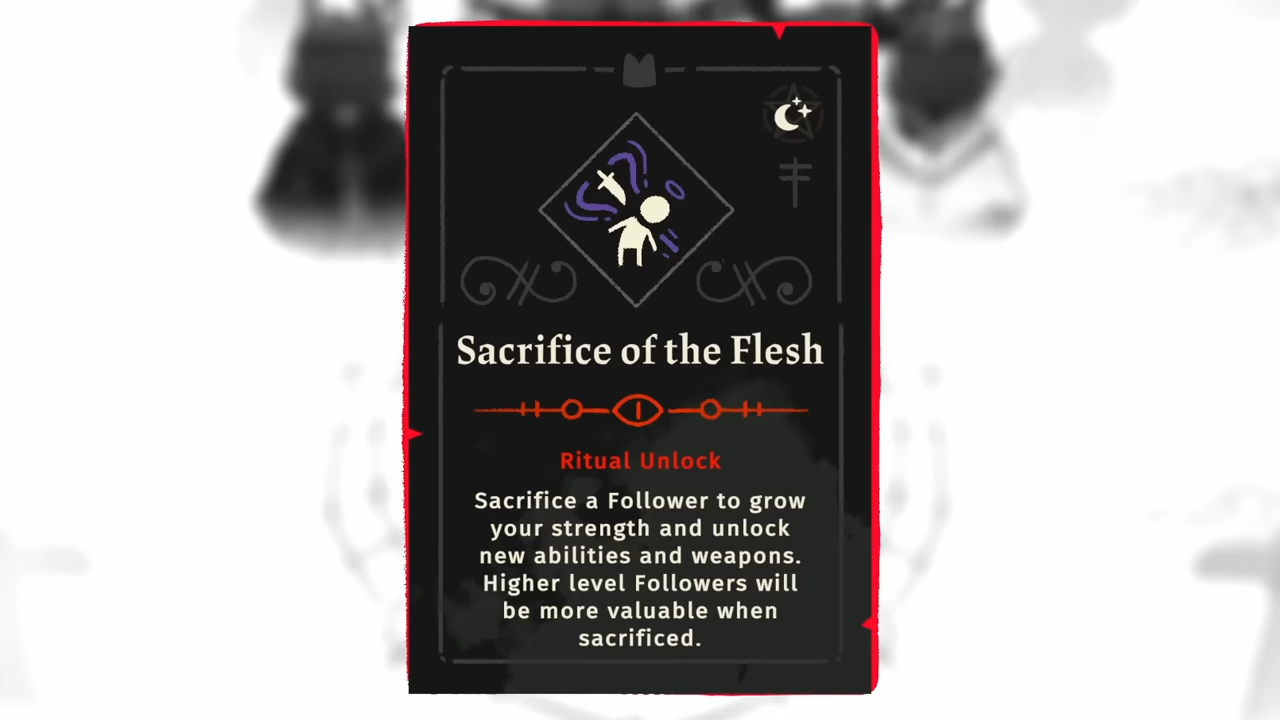 Sacrifice of the Flesh
Ritual Unlock
Sacrifice a Follower to grow
your strength and unlock
new abilities and weapons.
Higher level Followers will
be more valuable when
sacrificed.